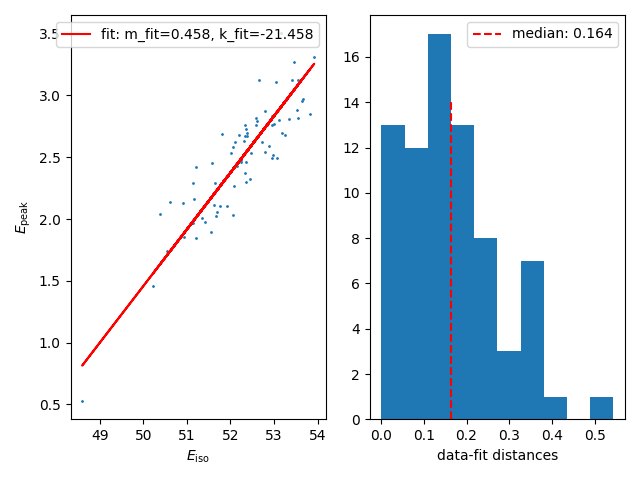 fit: m_fit=0.458, k_fit=-21.458
3.5
3.0
2.5
2.0
1.5
1.0
0.5
E_peak
49 50 51 52 53 54
E_iso
median: 0.164
16
14
12
10
8
6
4
2
0
0.0 0.1 0.2 0.3 0.4 0.5
data-fit distances